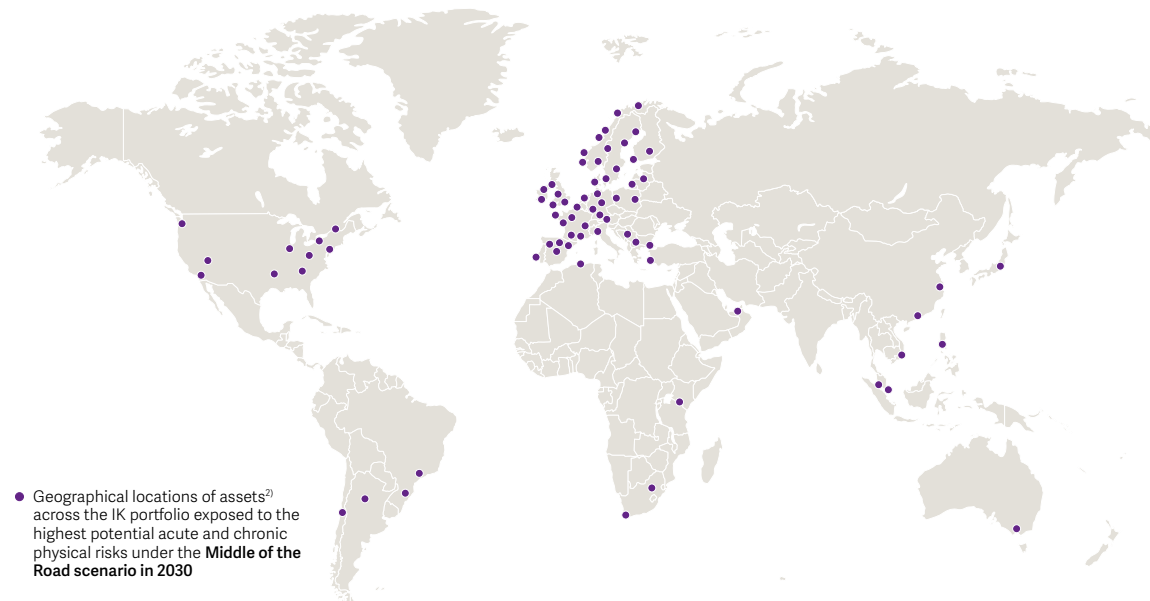 Geographical locations of assets2)
across the IK portfolio exposed to the
highest potential acute and chronic
physical risks under the Middle of the
Road scenario in 2030